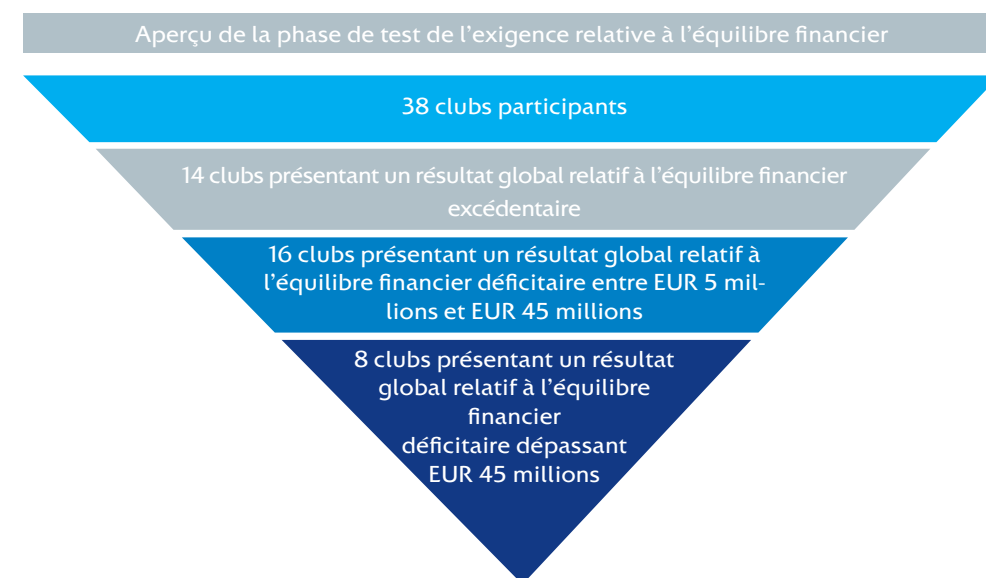 Aperçu de la phase de test de l’exigence relative à l’équilibre financier
38 clubs participants
14 clubs présentant un résultat global relatif à l’équilibre financier
excédentaire
16 clubs présentant un résultat global relatif à
l’équilibre financier déficitaire entre EUR 5 mil-
lions et EUR 45 millions
8 clubs présentant un résultat
global relatif à l’équilibre
financier
déficitaire dépassant
EUR 45 millions